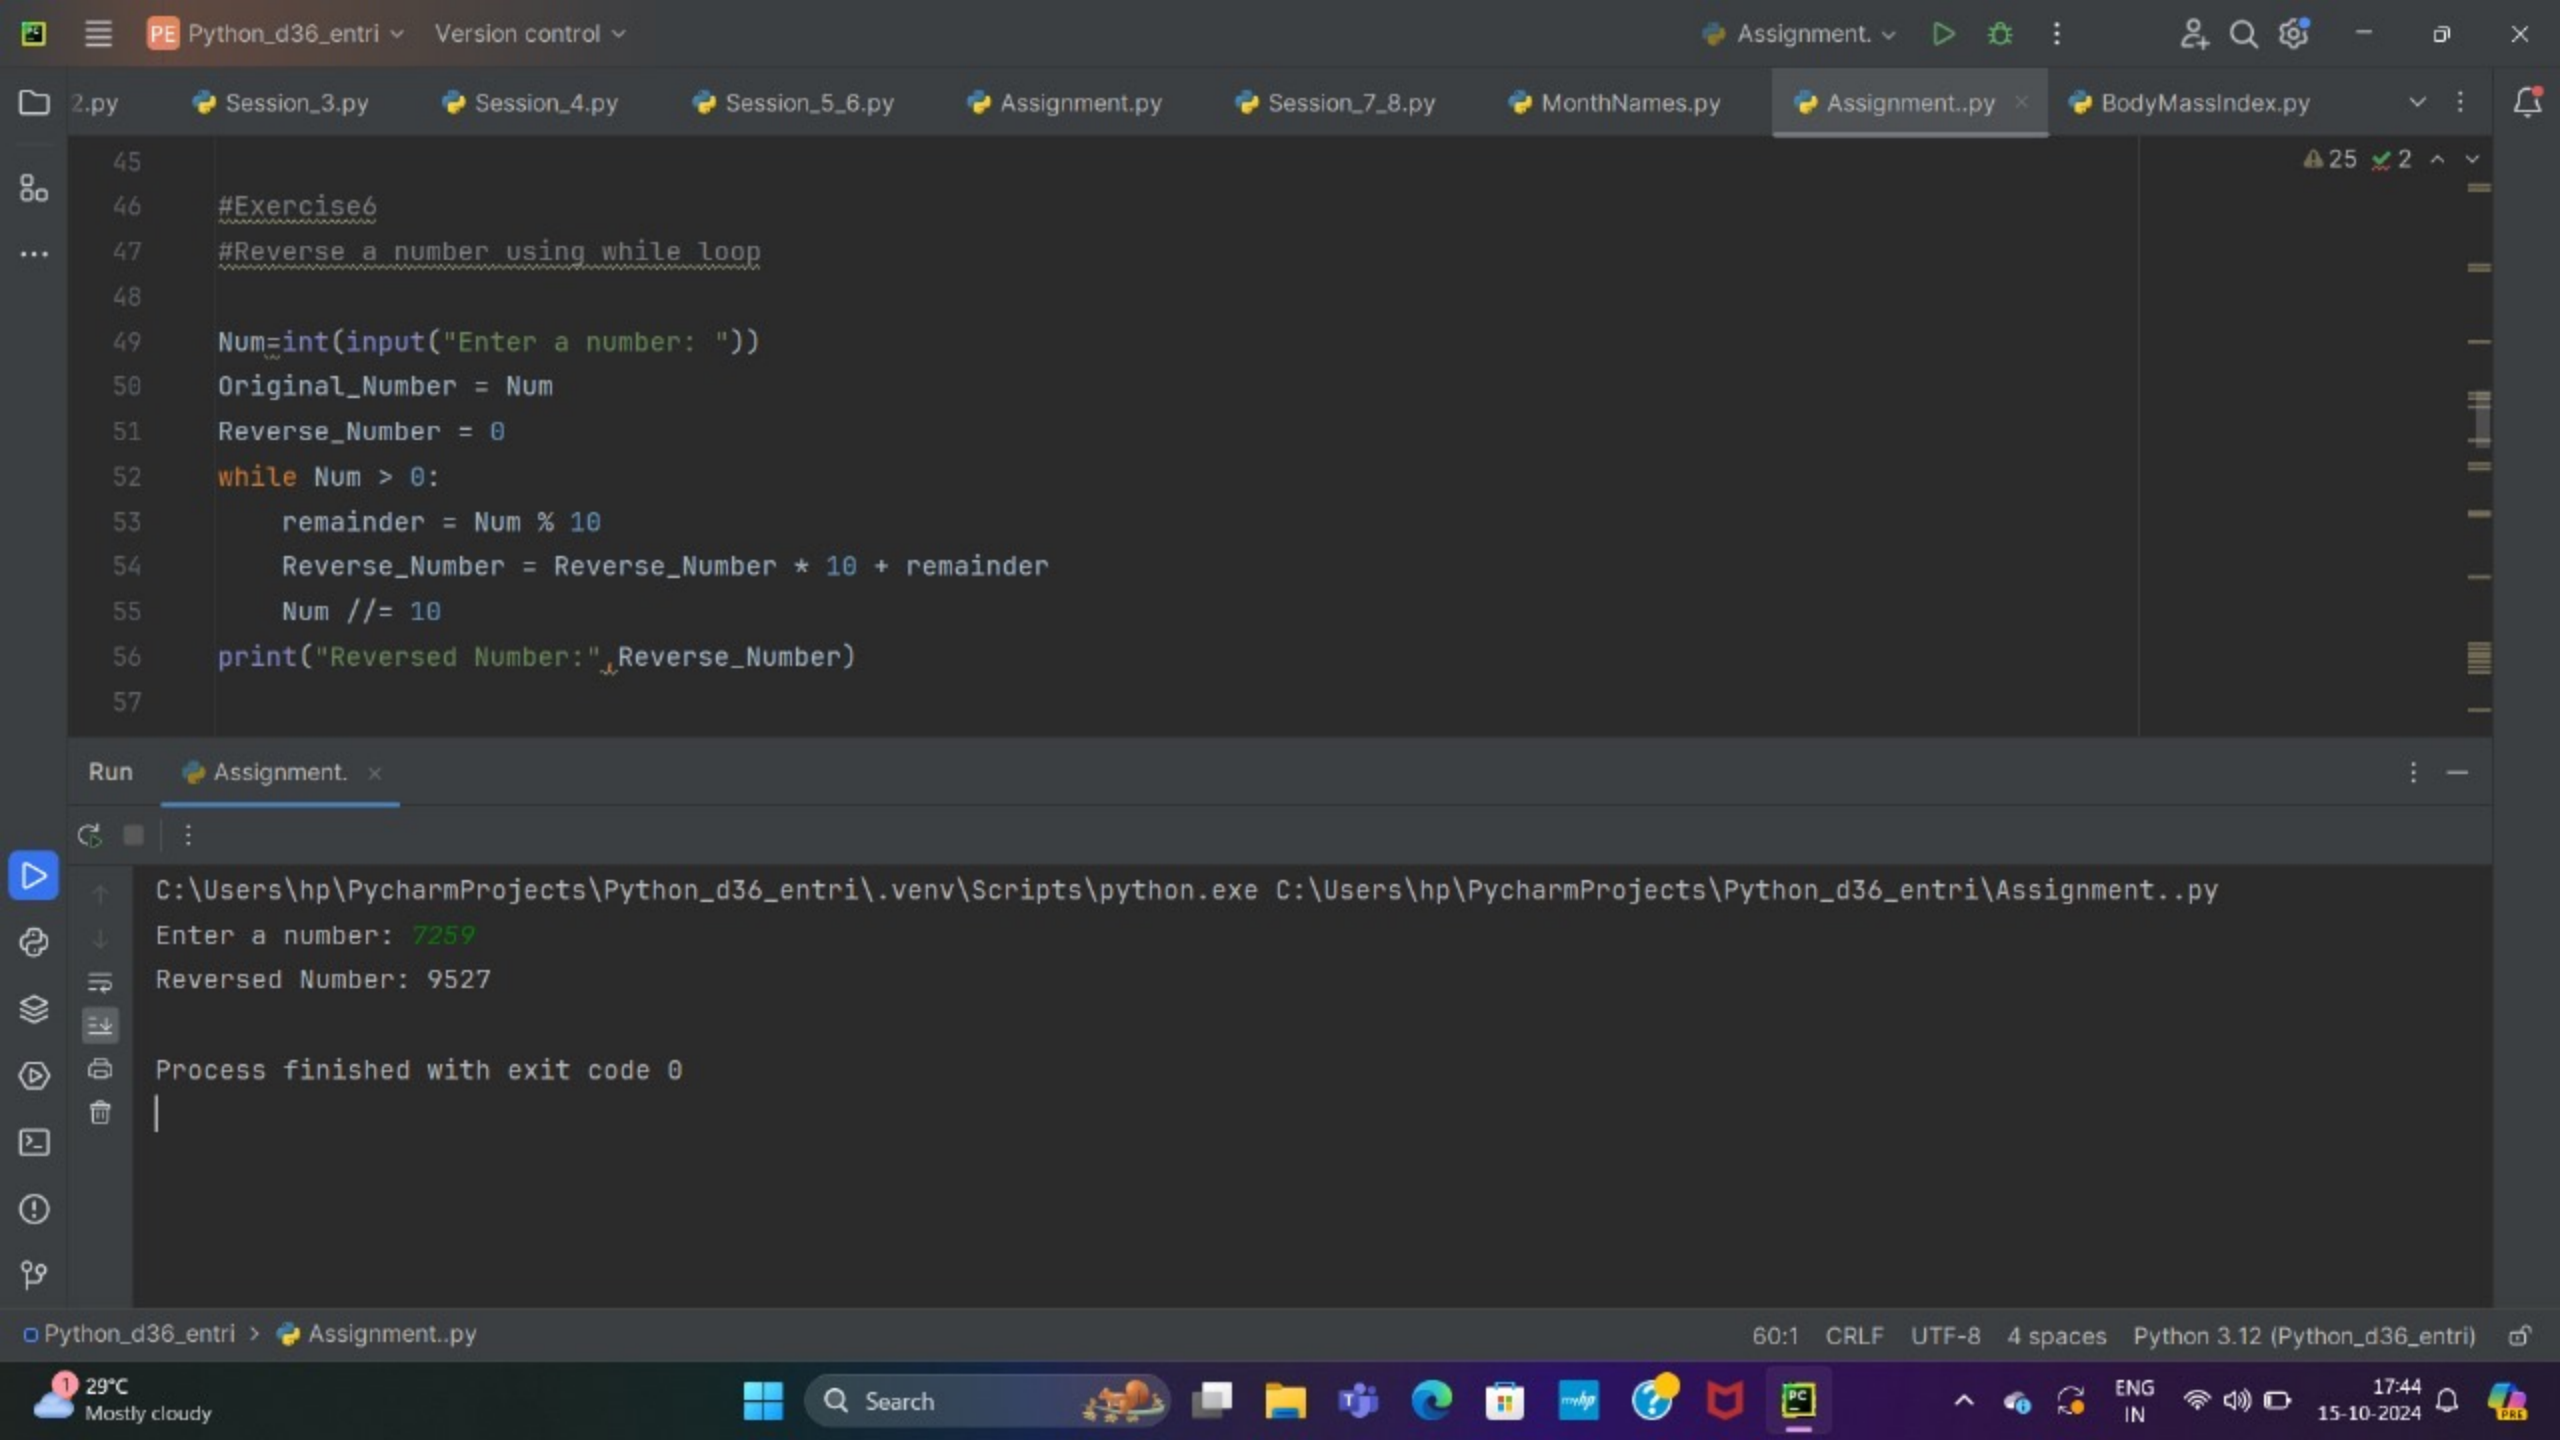 PE Python_d36_entri Version control Assignment.
2.py Session_3.py Session_4.py Session_5_6.py Assignment.py Session_7_8.py MonthNames.py Assignment..py BodyMassIndex.py
25 2
45
46 #Exercise6
47 #Reverse a number using while loop
48
49 Num=int(input("Enter a number: "))
50 Original_Number = Num
51 Reverse_Number = 0
52 while Num > 0:
53 remainder = Num % 10
54 Reverse_Number = Reverse_Number * 10 + remainder
55 Num //= 10
56 print("Reversed Number:",Reverse_Number)
57
Run Assignment.
C:\Users\hp\PycharmProjects\Python_d36_entri\.venv\Scripts\python.exe C:\Users\hp\PycharmProjects\Python_d36_entri\Assignment..py
Enter a number: 7259
Reversed Number: 9527
Process finished with exit code 0
Python_d36_entri > Assignment..py 60:1 CRLF UTF-8 4 spaces Python 3.12 (Python_d36_entri)
1 29°C
Mostly cloudy
Search
myhp
PC
ENG
IN
17:44
15-10-2024
PRE